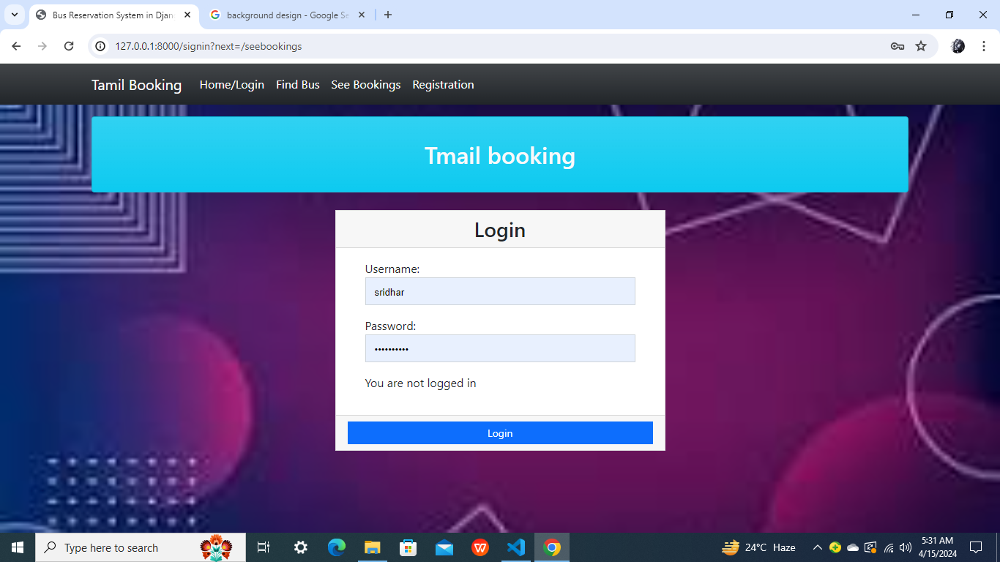 Bus Reservation System in Djan
background design - Google Se
127.0.0.1:8000/signin?next=/seebookings
Tamil Booking Home/Login Find Bus See Bookings Registration
Tmail booking
Login
Username:
sridhar
Password:
••••••••••
You are not logged in
Login
Type here to search
24°C Haze
5:31 AM
4/15/2024